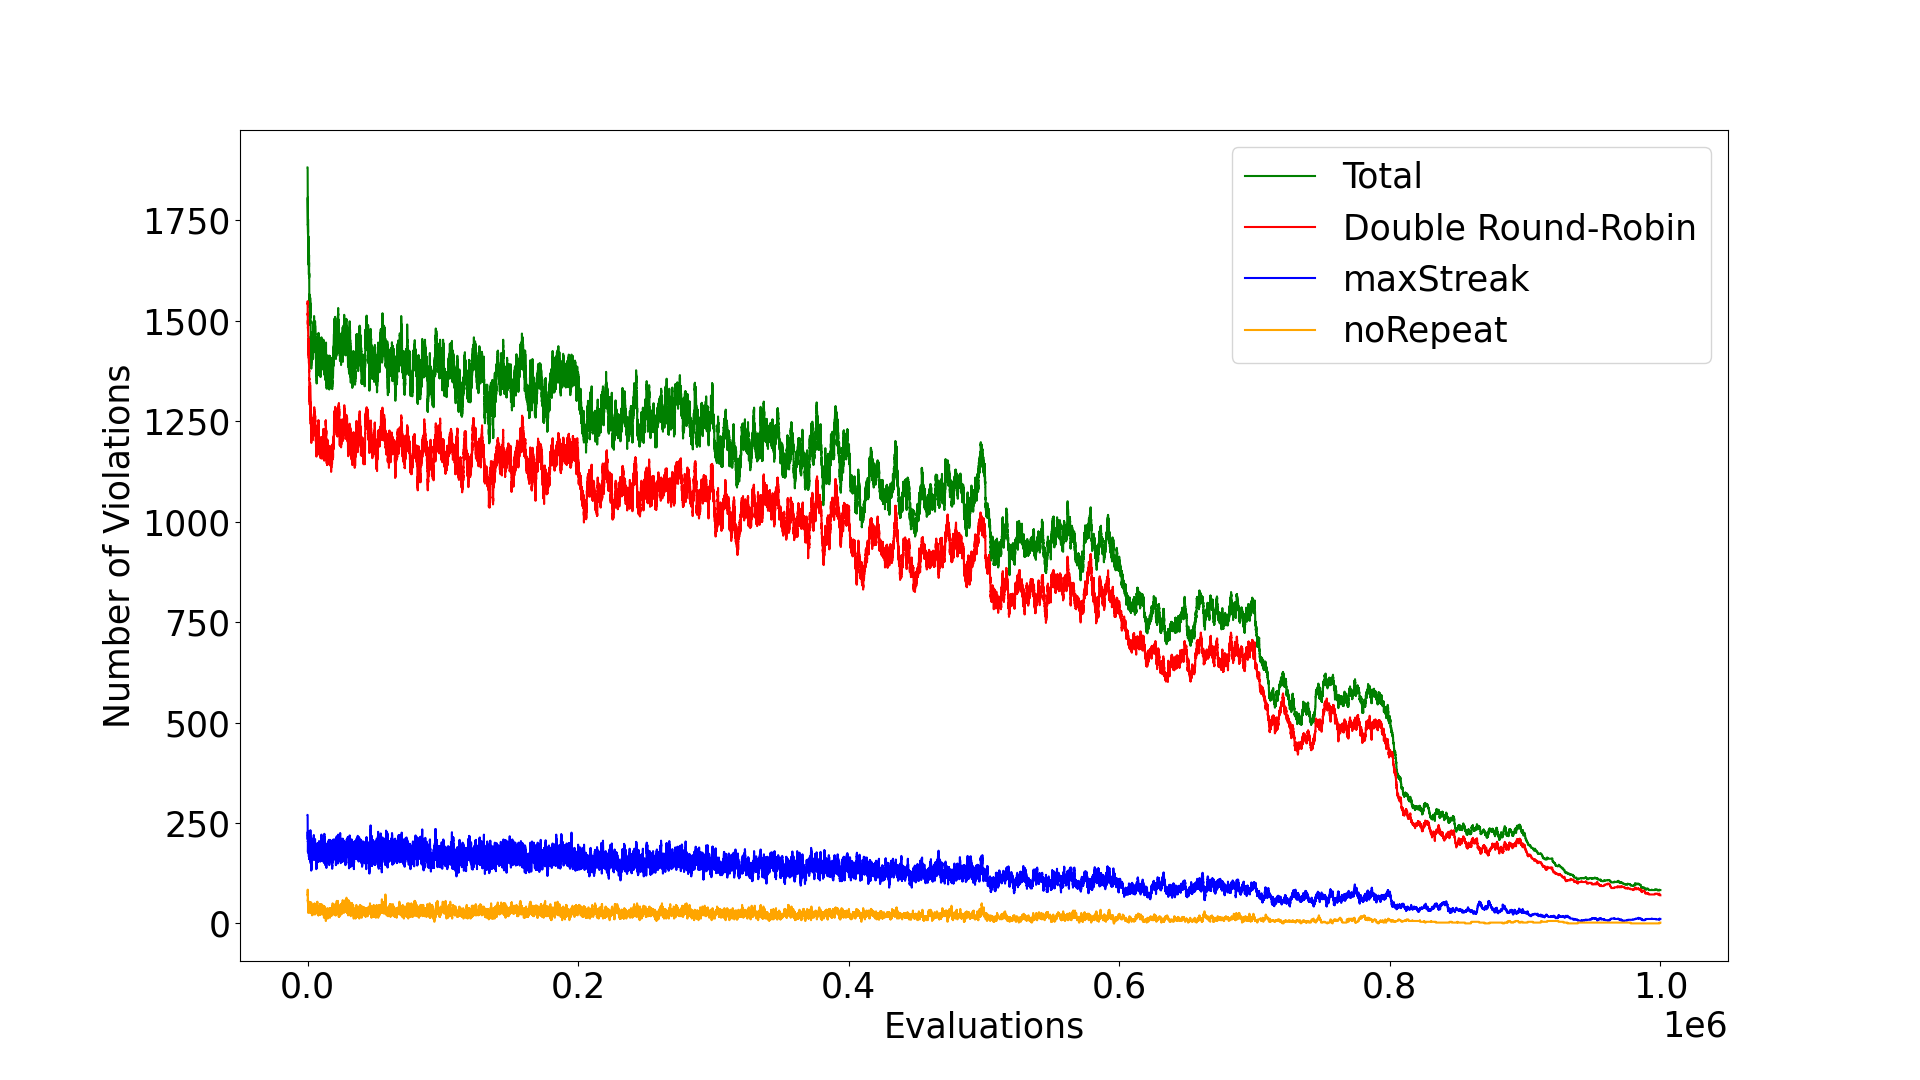 Total
Double Round-Robin
maxStreak
noRepeat
Number of Violations
1750
1500
1250
1000
750
500
250
0
0.0 0.2 0.4 0.6 0.8 1.0
Evaluations
1e6